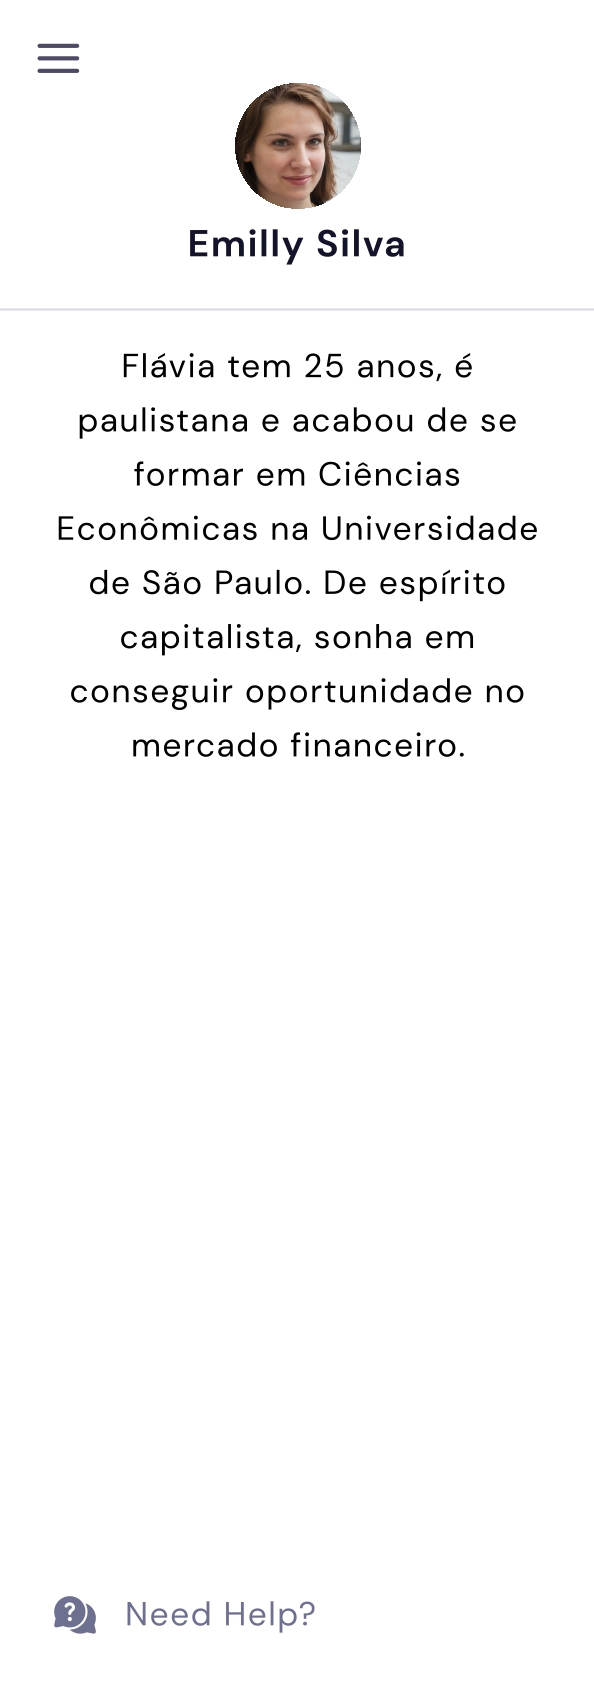 Emilly Silva
Flávia tem 25 anos, é
paulistana e acabou de se
formar em Ciências
Econômicas na Universidade
de São Paulo. De espírito
capitalista, sonha em
conseguir oportunidade no
mercado financeiro.
Need Help?